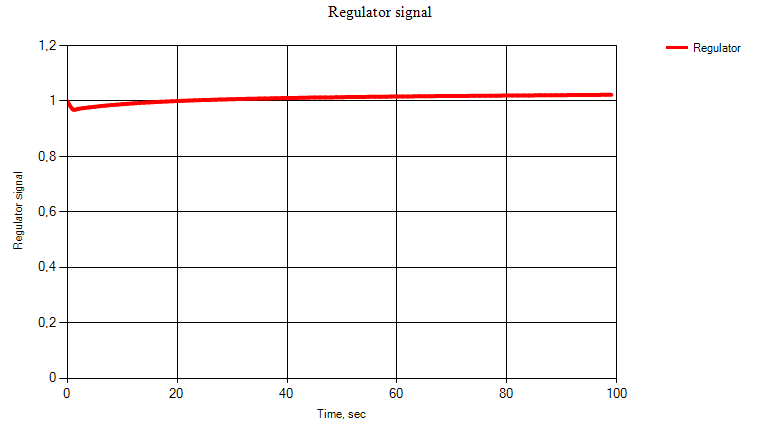 Regulator signal
Regulator
1,2
1
0,8
0,6
0,4
0,2
0
Regulator signal
0 20 40 60 80 100
Time, sec